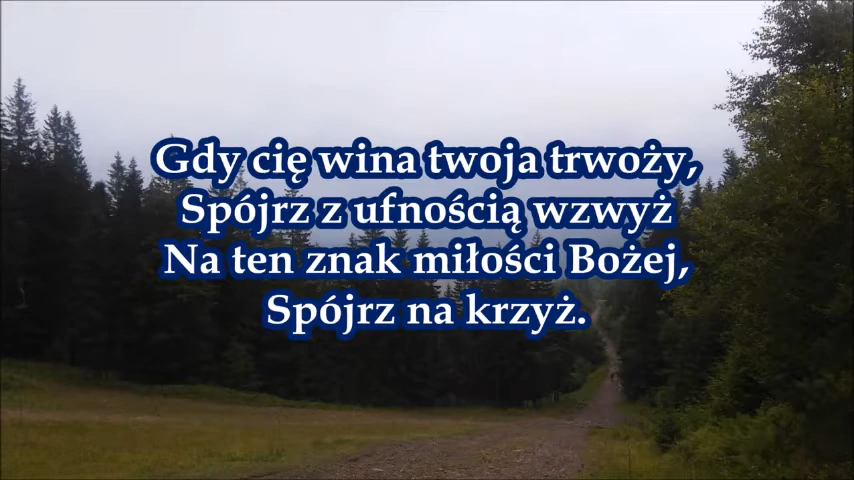 Gdy cię wina twoja trwoży,
Spójrz z ufnością wzwyż
Na ten znak miłości Bożej,
Spójrz na krzyż.